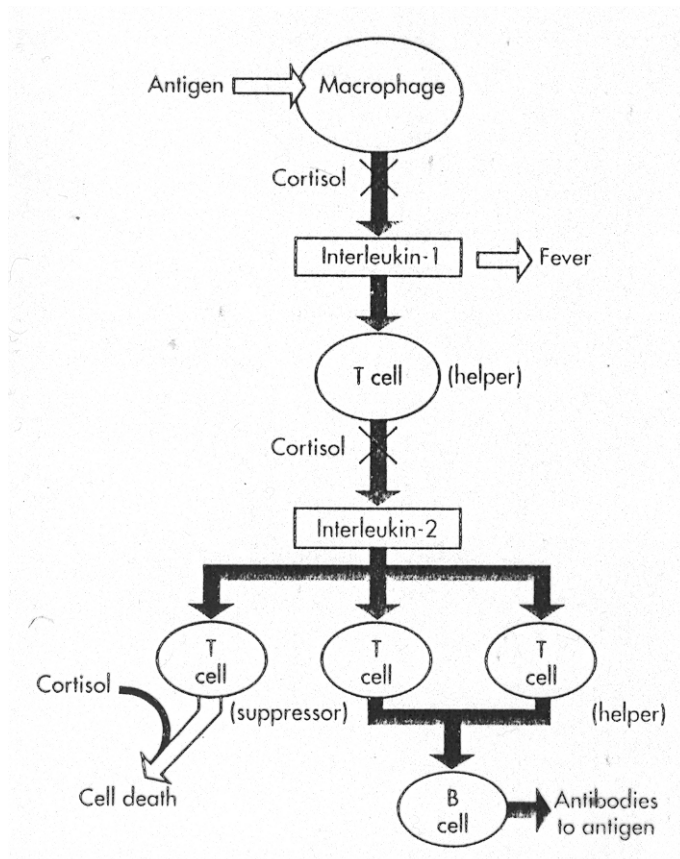 Antigen
Macrophage
Cortisol
Interleukin-1
Fever
T cell
(helper)
Cortisol
Interleukin-2
T
cell
T
cell
T
cell
Cortisol
(suppressor)
(helper)
Cell death
B
cell
Antibodies
to antigen